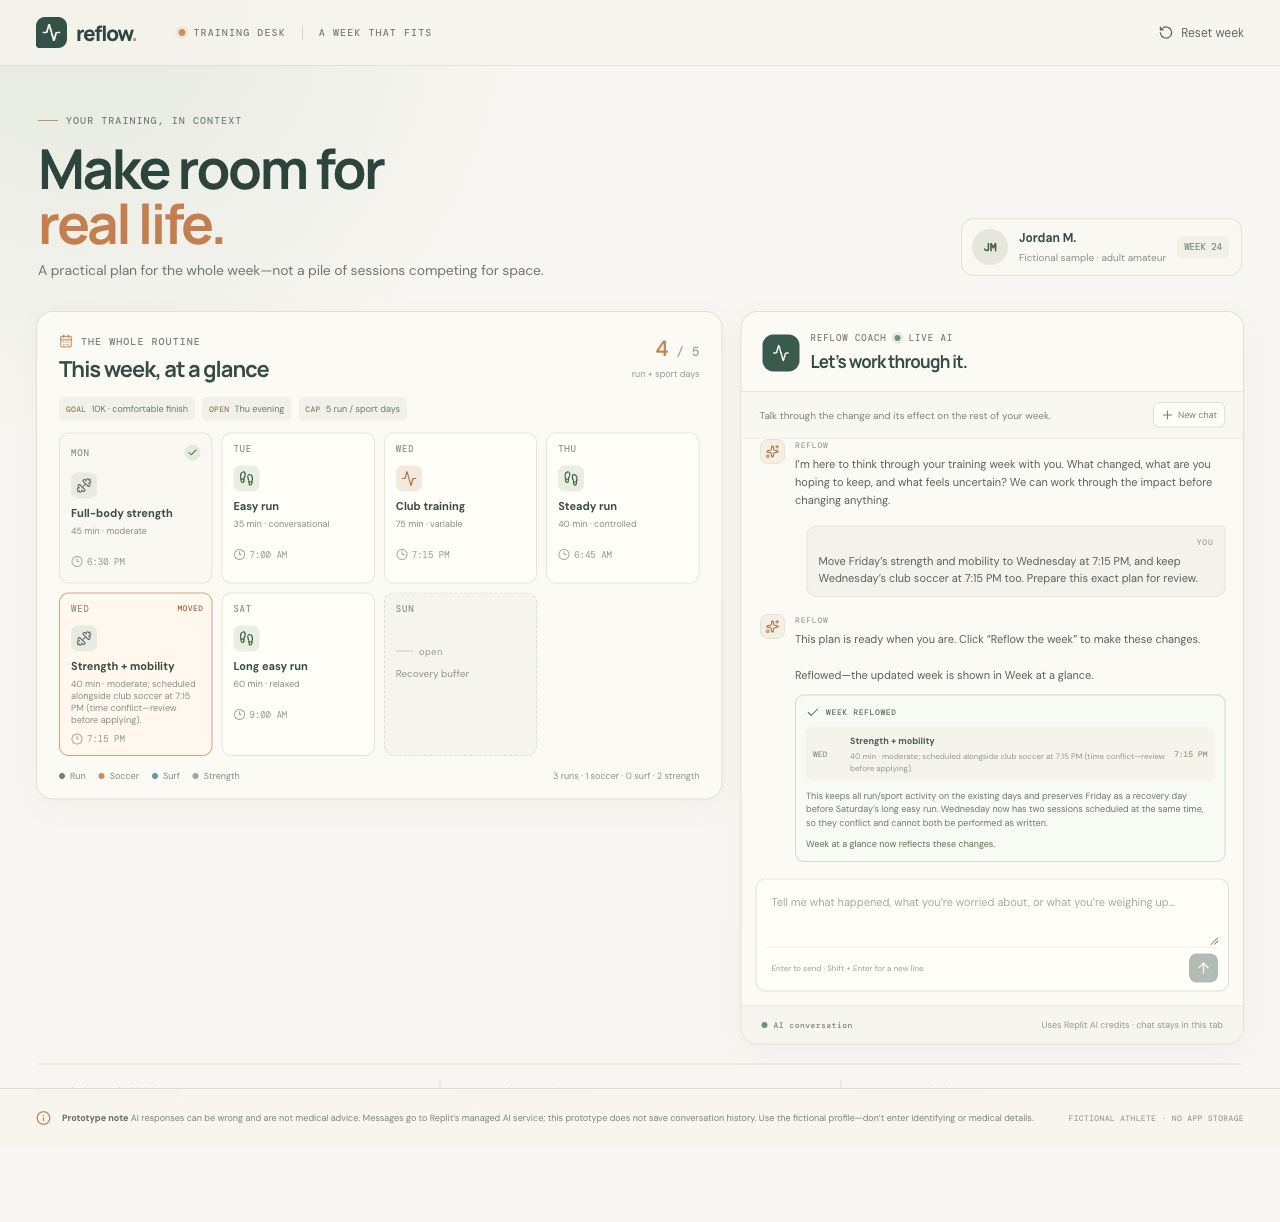 reflow.
TRAINING DESK
A WEEK THAT FITS
Reset week
YOUR TRAINING, IN CONTEXT
Make room for
real life.
A practical plan for the whole week—not a pile of sessions competing for space.
JM
Jordan M.
Fictional sample · adult amateur
WEEK 24
THE WHOLE ROUTINE
This week, at a glance
4 / 5
run + sport days
GOAL 10K · comfortable finish
OPEN Thu evening
CAP 5 run / sport days
MON
Full-body strength
45 min · moderate
6:30 PM
TUE
Easy run
35 min · conversational
7:00 AM
WED
Club training
75 min · variable
7:15 PM
THU
Steady run
40 min · controlled
6:45 AM
WED
MOVED
Strength + mobility
40 min · moderate; scheduled
alongside club soccer at 7:15
PM (time conflict—review
before applying).
7:15 PM
SAT
Long easy run
60 min · relaxed
9:00 AM
SUN
open
Recovery buffer
Run
Soccer
Surf
Strength
3 runs · 1 soccer · 0 surf · 2 strength
REFLOW COACH
LIVE AI
Let’s work through it.
Talk through the change and its effect on the rest of your week.
New chat
REFLOW
I’m here to think through your training week with you. What changed, what are you
hoping to keep, and what feels uncertain? We can work through the impact before
changing anything.
YOU
Move Friday’s strength and mobility to Wednesday at 7:15 PM, and keep
Wednesday’s club soccer at 7:15 PM too. Prepare this exact plan for review.
REFLOW
This plan is ready when you are. Click “Reflow the week” to make these changes.
Reflowed—the updated week is shown in Week at a glance.
WEEK REFLOWED
WED
Strength + mobility
40 min · moderate; scheduled alongside club soccer at 7:15 PM (time conflict—review
before applying).
7:15 PM
This keeps all run/sport activity on the existing days and preserves Friday as a recovery day
before Saturday’s long easy run. Wednesday now has two sessions scheduled at the same time,
so they conflict and cannot both be performed as written.
Week at a glance now reflects these changes.
Tell me what happened, what you’re worried about, or what you’re weighing up...
Enter to send · Shift + Enter for a new line
AI conversation
Uses Replit AI credits · chat stays in this tab
Prototype note AI responses can be wrong and are not medical advice. Messages go to Replit’s managed AI service; this prototype does not save conversation history. Use the fictional profile—don’t enter identifying or medical details.
FICTIONAL ATHLETE · NO APP STORAGE